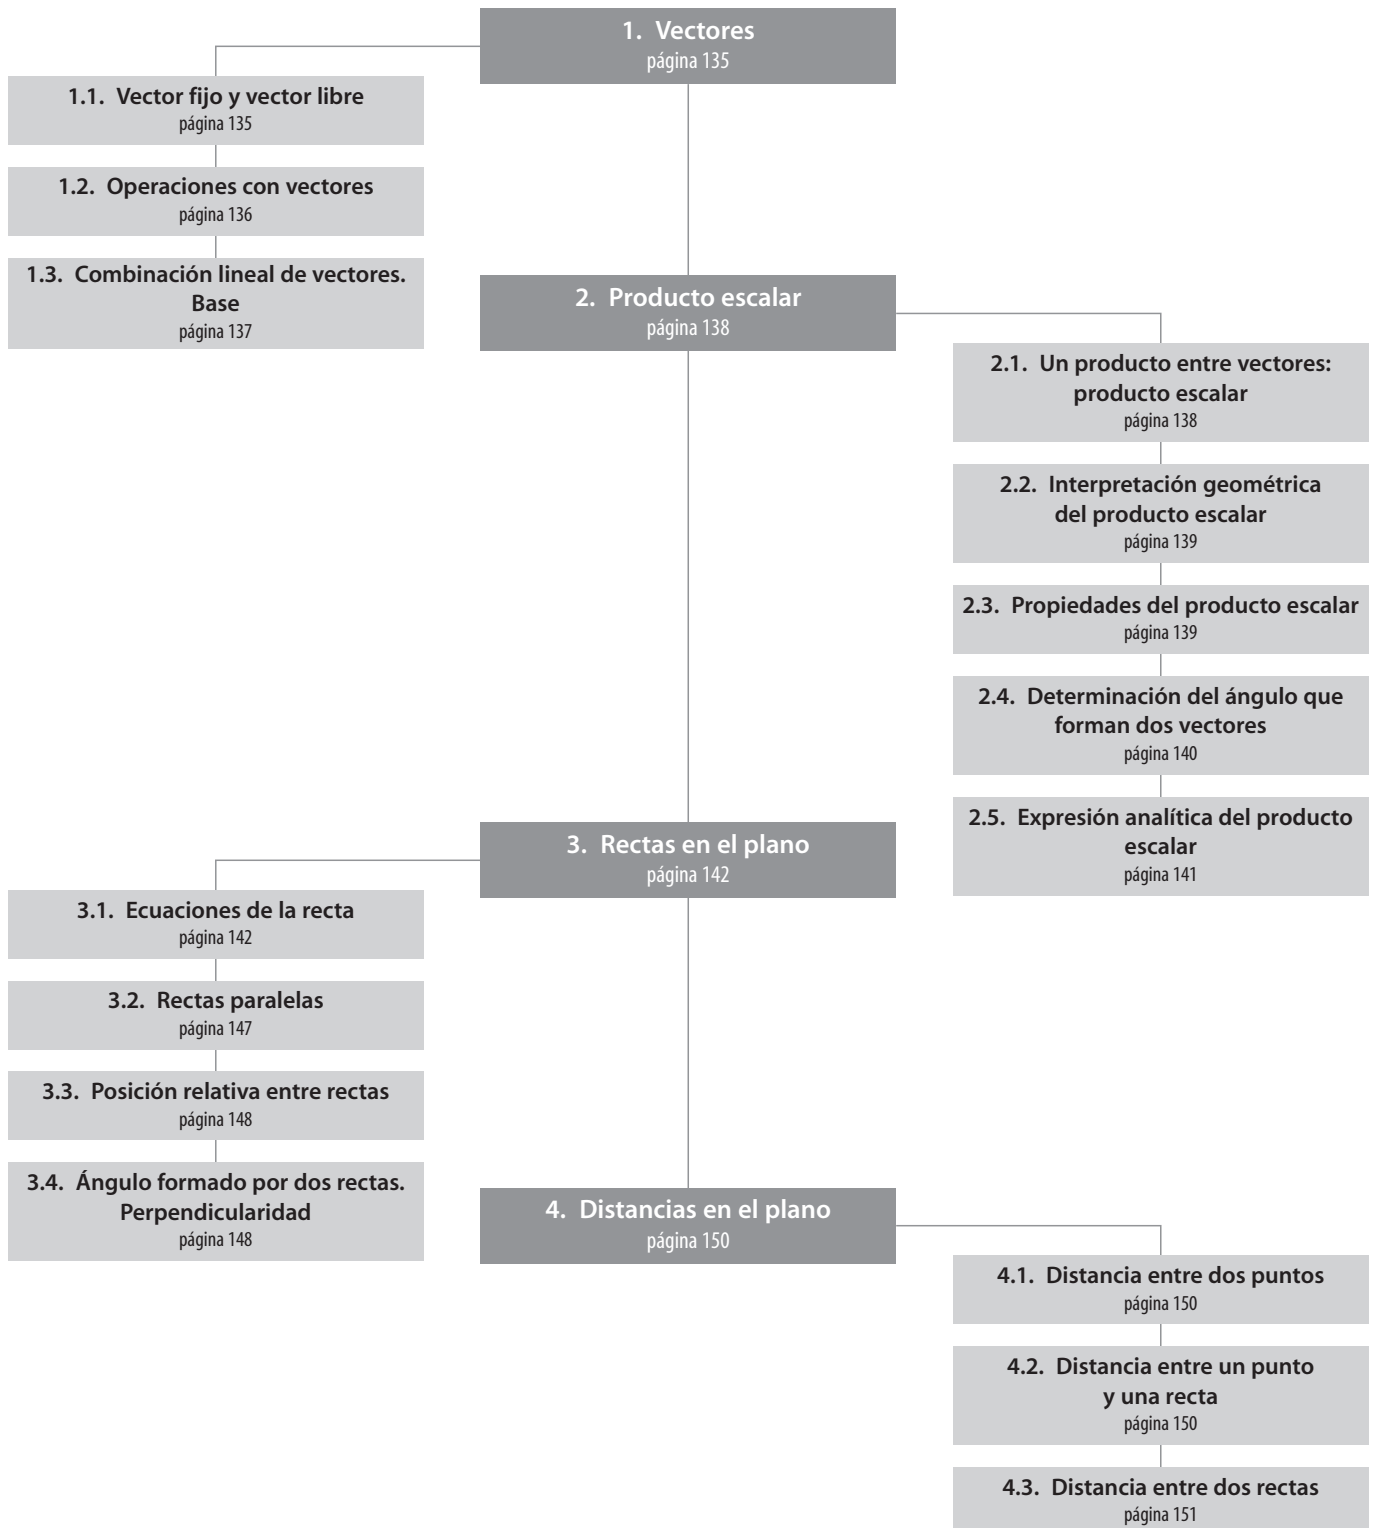 1. Vectores
página 135
1.1. Vector fijo y vector libre
página 135
1.2. Operaciones con vectores
página 136
1.3. Combinación lineal de vectores.
Base
página 137
2. Producto escalar
página 138
2.1. Un producto entre vectores:
producto escalar
página 138
2.2. Interpretación geométrica
del producto escalar
página 139
2.3. Propiedades del producto escalar
página 139
2.4. Determinación del ángulo que
forman dos vectores
página 140
2.5. Expresión analítica del producto
escalar
página 141
3. Rectas en el plano
página 142
3.1. Ecuaciones de la recta
página 142
3.2. Rectas paralelas
página 147
3.3. Posición relativa entre rectas
página 148
3.4. Ángulo formado por dos rectas.
Perpendicularidad
página 148
4. Distancias en el plano
página 150
4.1. Distancia entre dos puntos
página 150
4.2. Distancia entre un punto
y una recta
página 150
4.3. Distancia entre dos rectas
página 151